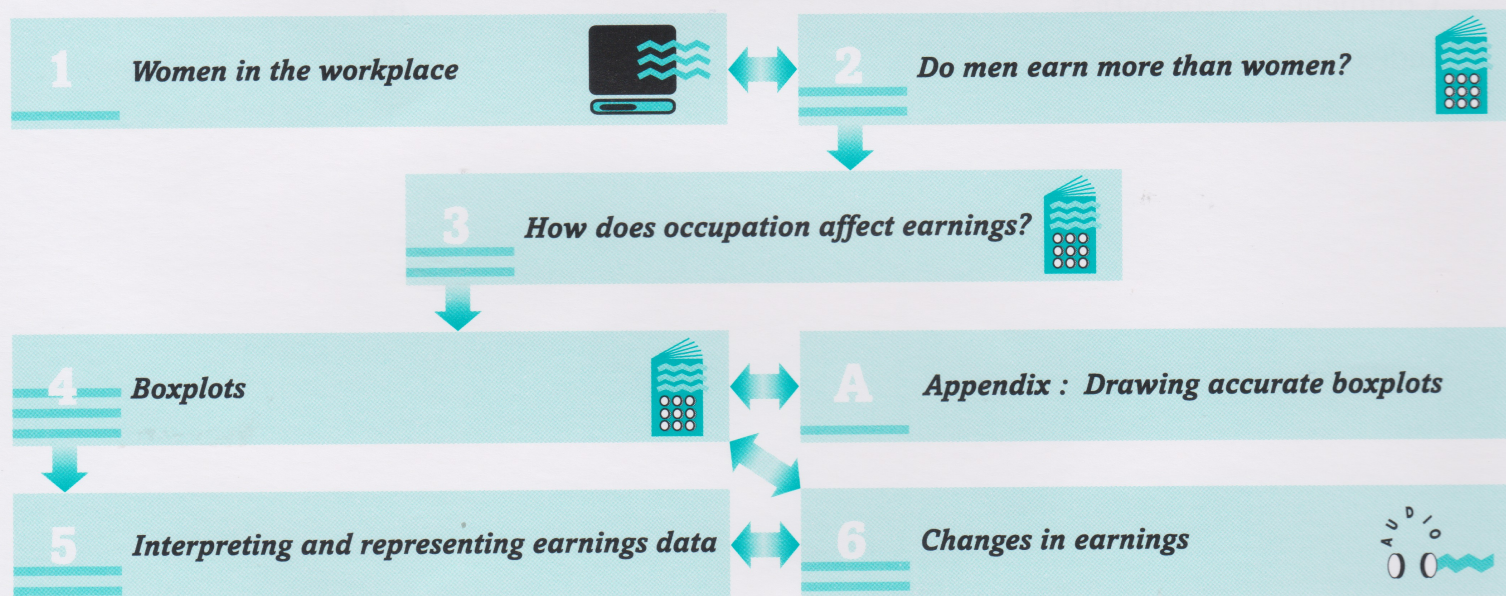 1 Women in the workplace
2 Do men earn more than women?
3 How does occupation affect earnings?
4 Boxplots
A Appendix : Drawing accurate boxplots
5 Interpreting and representing earnings data
6 Changes in earnings
AUDIO